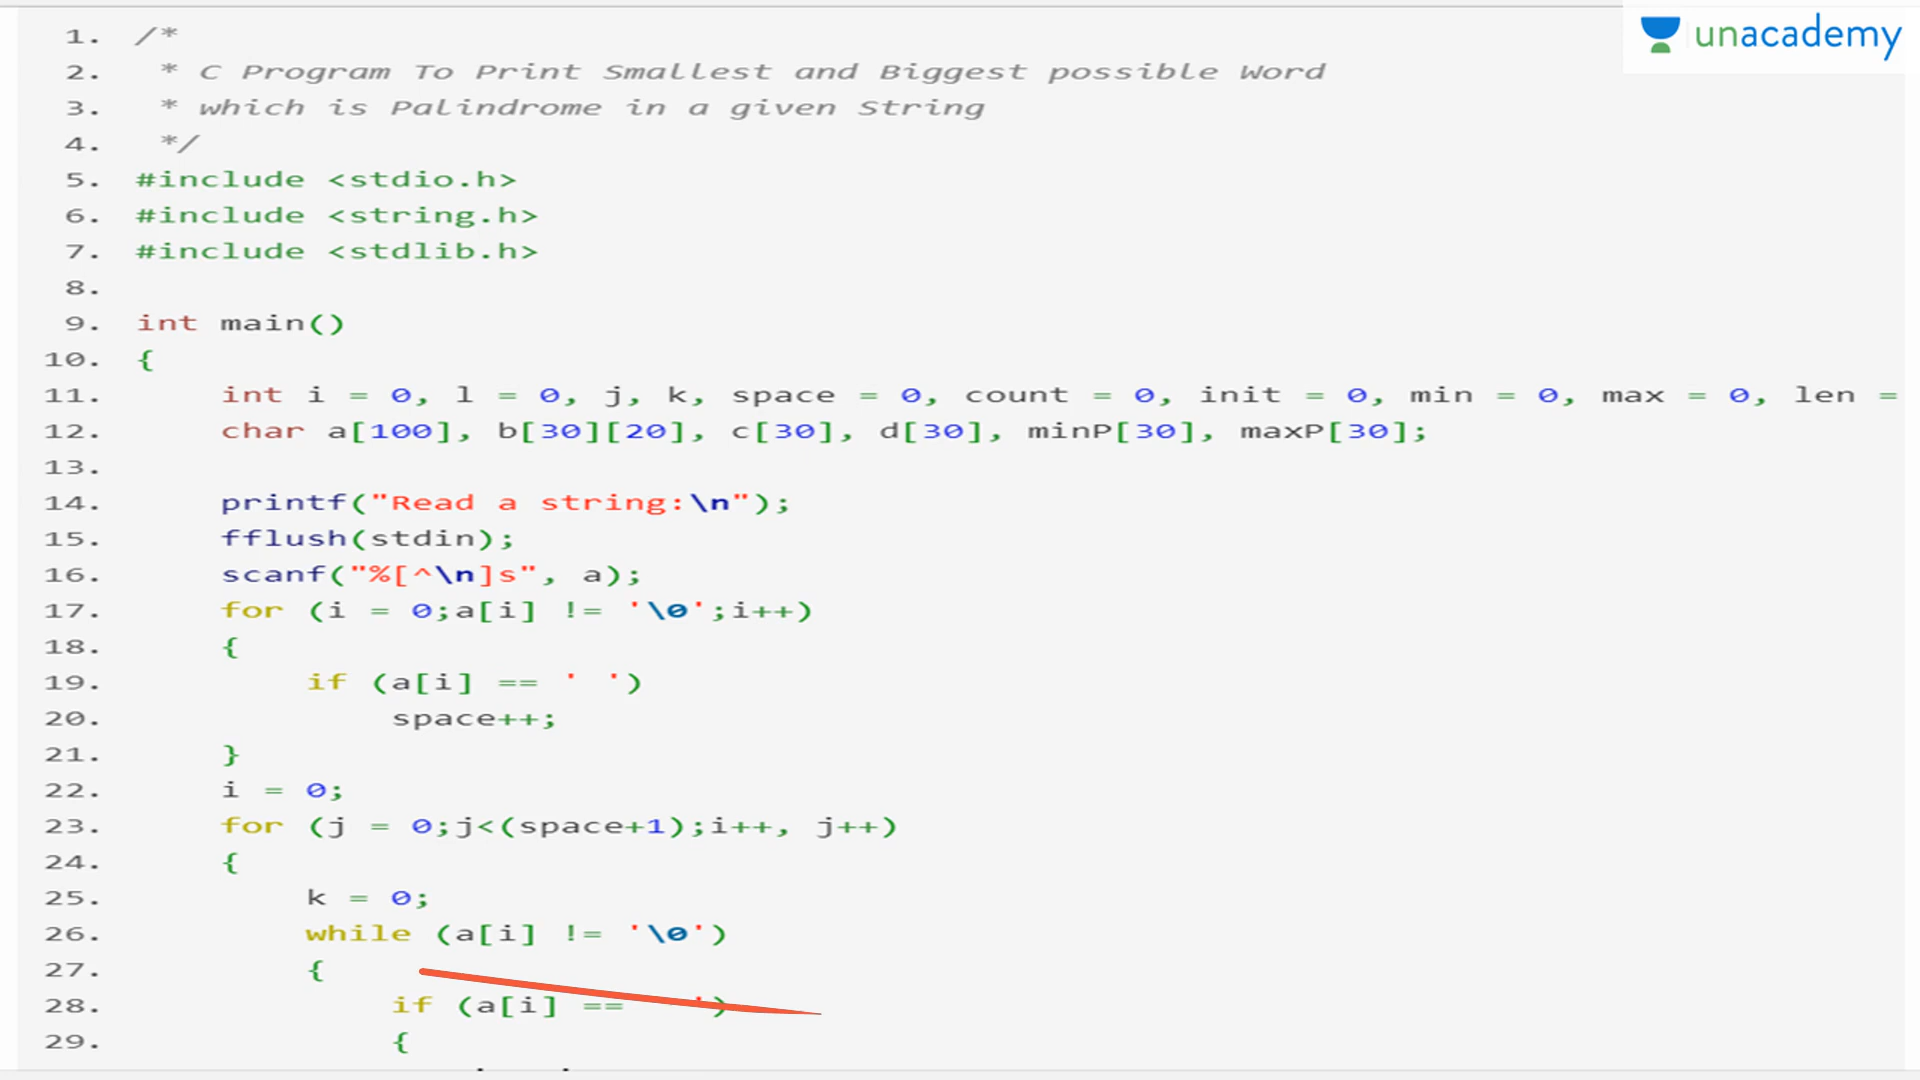 unacademy
1. /*
2. * C Program To Print Smallest and Biggest possible Word
3. * which is Palindrome in a given String
4. */
5. #include <stdio.h>
6. #include <string.h>
7. #include <stdlib.h>
8.
9. int main()
10. {
11. int i = 0, l = 0, j, k, space = 0, count = 0, init = 0, min = 0, max = 0, len =
12. char a[100], b[30][20], c[30], d[30], minP[30], maxP[30];
13.
14. printf("Read a string:\n");
15. fflush(stdin);
16. scanf("%[^\n]s", a);
17. for (i = 0;a[i] != '\0';i++)
18. {
19. if (a[i] == ' ')
20. space++;
21. }
22. i = 0;
23. for (j = 0;j<(space+1);i++, j++)
24. {
25. k = 0;
26. while (a[i] != '\0')
27. {
28. if (a[i] == ')
29. {